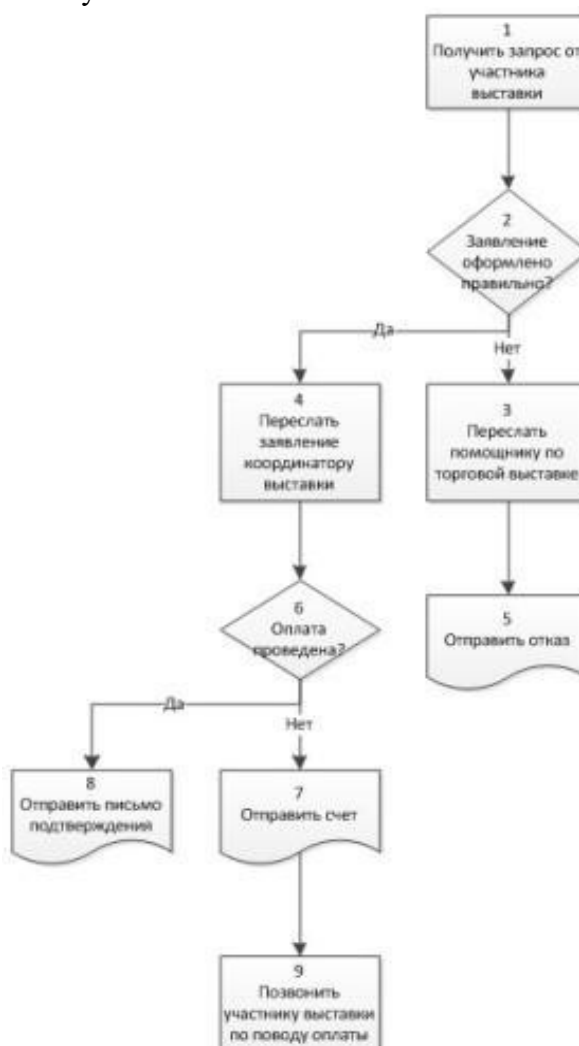 1
Получить запрос от
участника
выставки
2
Заявление
оформлено
правильно?
Да
Нет
4
Переслать
заявление
координатору
выставки
3
Переслать
помощнику по
торговой выставке
6
Оплата
проведена?
5
Отправить отказ
Да
Нет
8
Отправить письмо
подтверждения
7
Отправить счет
9
Позвонить
участнику выставки
по поводу оплаты